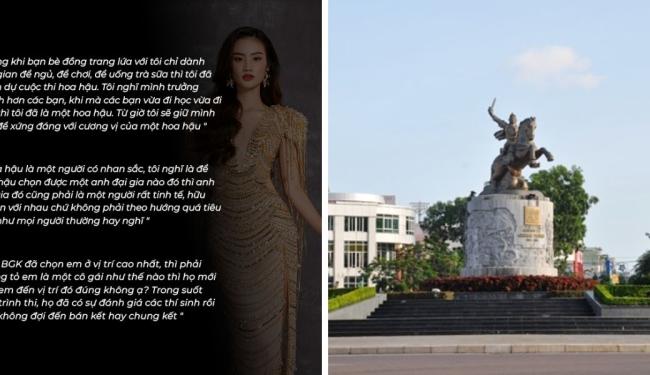 ng khi bạn bè đồng trang lứa với tôi chỉ dành
gian để ngủ, để chơi, để uống trà sữa thì tôi đã
n dự cuộc thi hoa hậu. Tôi nghĩ mình trưởng
h hơn các bạn, khi mà các bạn vừa đi học vừa đi
hì tôi đã là một hoa hậu. Từ giờ tôi sẽ giữ mình
để xứng đáng với cương vị của một hoa hậu "
a hậu là một người có nhan sắc, tôi nghĩ là để
hậu chọn được một anh đại gia nào đó thì anh
gia đó cũng phải là một người rất tinh tế, hữu
n với nhau chứ không phải theo hướng quá tiêu
như mọi người thường hay nghĩ "
BGK đã chọn em ở vị trí cao nhất, thì phải
g tỏ em là một cô gái như thế nào thì họ mới
em đến vị trí đó đúng không ạ? Trong suốt
trình thi, họ đã có sự đánh giá các thí sinh rồi
không đợi đến bán kết hay chung kết "